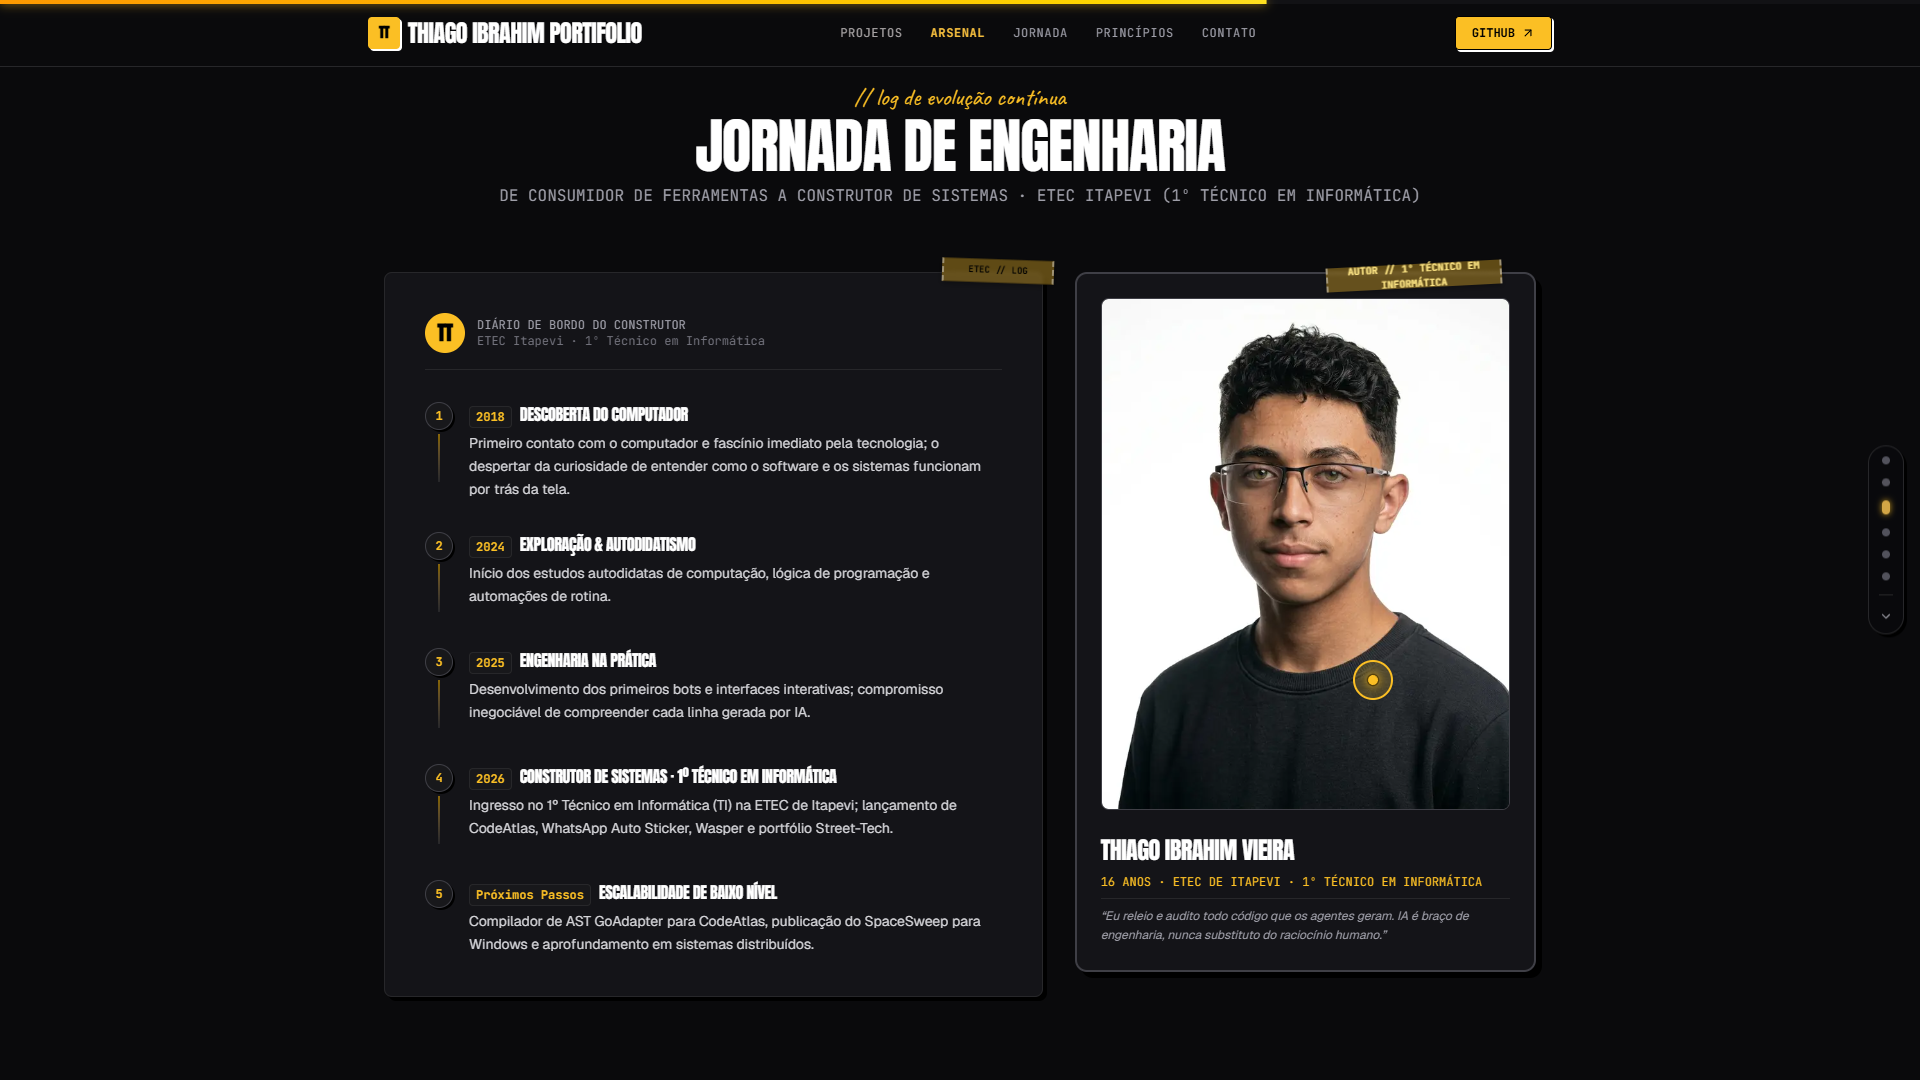 THIAGO IBRAHIM PORTIFOLIO
PROJETOS
ARSENAL
JORNADA
PRINCÍPIOS
CONTATO
GITHUB
// log de evolução contínua
JORNADA DE ENGENHARIA
DE CONSUMIDOR DE FERRAMENTAS A CONSTRUTOR DE SISTEMAS · ETEC ITAPEVI (1º TÉCNICO EM INFORMÁTICA)
ETEC // LOG
DIÁRIO DE BORDO DO CONSTRUTOR
ETEC Itapevi · 1º Técnico em Informática
1
2018 DESCOBERTA DO COMPUTADOR
Primeiro contato com o computador e fascínio imediato pela tecnologia; o
despertar da curiosidade de entender como o software e os sistemas funcionam
por trás da tela.
2
2024 EXPLORAÇÃO & AUTODIDATISMO
Início dos estudos autodidatas de computação, lógica de programação e
automações de rotina.
3
2025 ENGENHARIA NA PRÁTICA
Desenvolvimento dos primeiros bots e interfaces interativas; compromisso
inegociável de compreender cada linha gerada por IA.
4
2026 CONSTRUTOR DE SISTEMAS · 1º TÉCNICO EM INFORMÁTICA
Ingresso no 1º Técnico em Informática (TI) na ETEC de Itapevi; lançamento de
CodeAtlas, WhatsApp Auto Sticker, Wasper e portfólio Street-Tech.
5
Próximos Passos ESCALABILIDADE DE BAIXO NÍVEL
Compilador de AST GoAdapter para CodeAtlas, publicação do SpaceSweep para
Windows e aprofundamento em sistemas distribuídos.
AUTOR // 1º TÉCNICO EM
INFORMÁTICA
THIAGO IBRAHIM VIEIRA
16 ANOS · ETEC DE ITAPEVI · 1º TÉCNICO EM INFORMÁTICA
“Eu releio e audito todo código que os agentes geram. IA é braço de
engenharia, nunca substituto do raciocínio humano.”